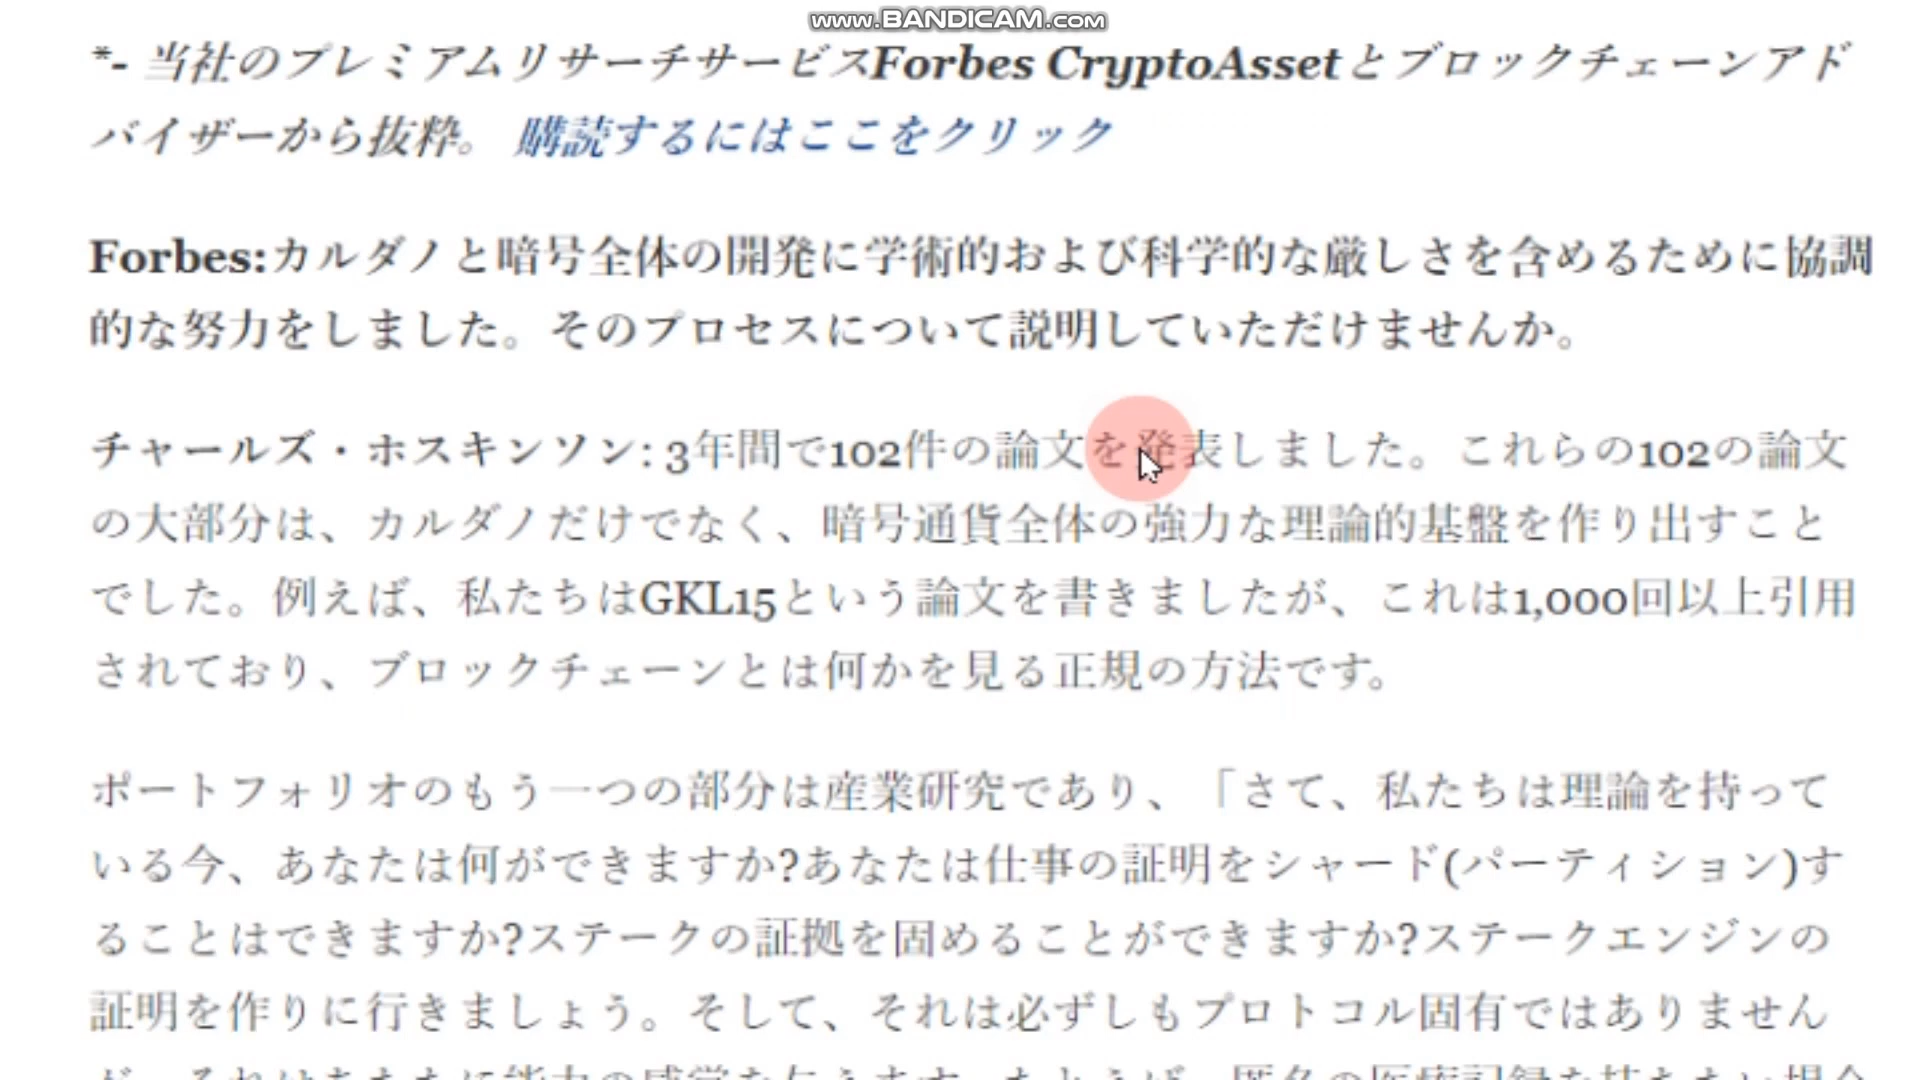 www.BANDICAM.com
*- 当社のプレミアムリサーチサービスForbes CryptoAssetとブロックチェーンアド
バイザーから抜粋。 購読するにはここをクリック
Forbes:カルダノと暗号全体の開発に学術的および科学的な厳しさを含めるために協調
的な努力をしました。そのプロセスについて説明していただけませんか。
チャールズ・ホスキンソン: 3年間で102件の論文を発表しました。これらの102の論文
の大部分は、カルダノだけでなく、暗号通貨全体の強力な理論的基盤を作り出すこと
でした。例えば、私たちはGKL15という論文を書きましたが、これは1,000回以上引用
されており、ブロックチェーンとは何かを見る正規の方法です。
ポートフォリオのもう一つの部分は産業研究であり、「さて、私たちは理論を持って
いる今、あなたは何ができますか?あなたは仕事の証明をシャード(パーティション)す
ることはできますか?ステークの証拠を固めることができますか?ステークエンジンの
証明を作りに行きましょう。そして、それは必ずしもプロトコル固有ではありません